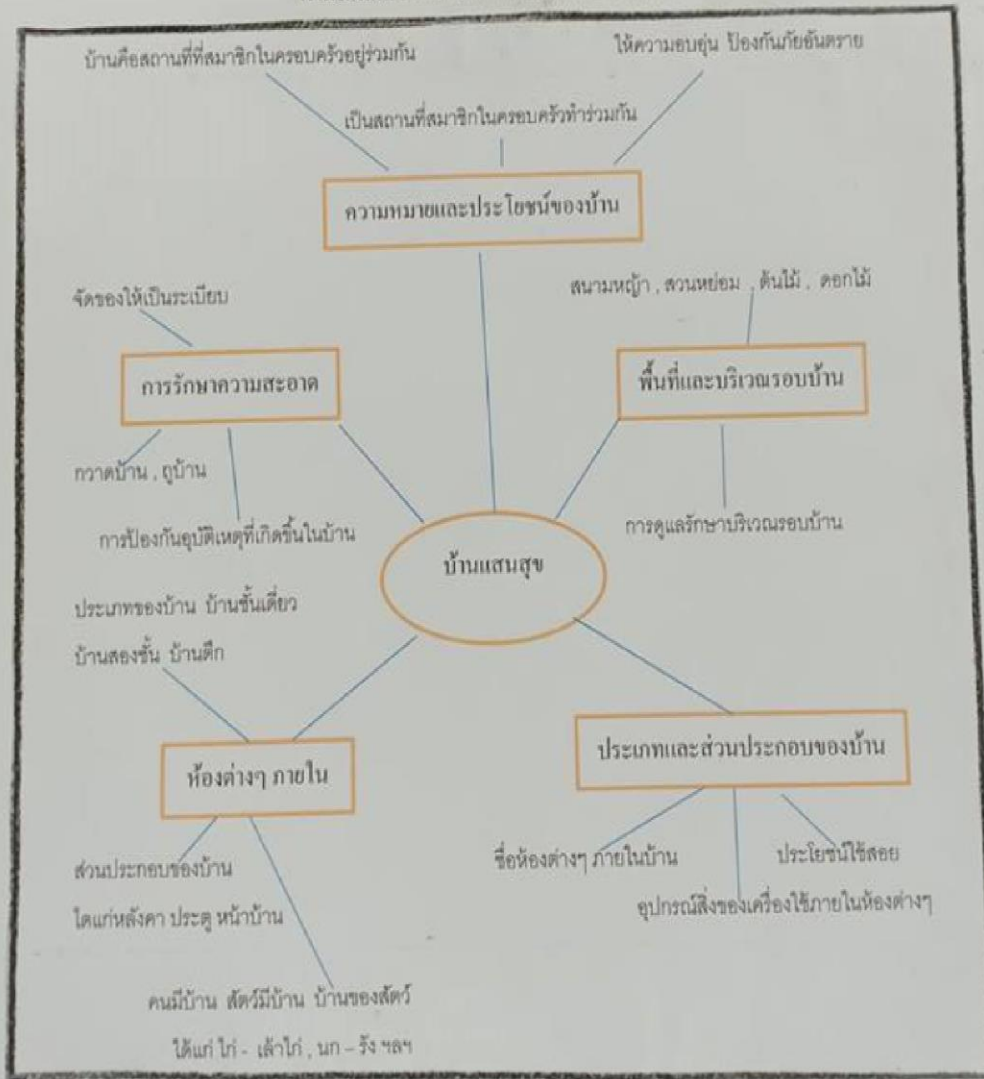 บ้านคือสถานที่ที่สมาชิกในครอบครัวอยู่ร่วมกัน
ให้ความอบอุ่น ป้องกันภัยอันตราย
เป็นสถานที่สมาชิกในครอบครัวทำร่วมกัน
ความหมายและประโยชน์ของบ้าน
จัดของให้เป็นระเบียบ
สนามหญ้า , สวนหย่อม , ต้นไม้ , ดอกไม้
การรักษาความสะอาด
พื้นที่และบริเวณรอบบ้าน
กวาดบ้าน , ถูบ้าน
การป้องกันอุบัติเหตุที่เกิดขึ้นในบ้าน
การดูแลรักษาบริเวณรอบบ้าน
บ้านแสนสุข
ประเภทของบ้าน บ้านชั้นเดี่ยว
บ้านสองชั้น บ้านตึก
ห้องต่างๆ ภายใน
ประเภทและส่วนประกอบของบ้าน
ส่วนประกอบของบ้าน
ใดแก่หลังคา ประตู หน้าบ้าน
ชื่อห้องต่างๆ ภายในบ้าน
ประโยชน์ใช้สอย
อุปกรณ์สิ่งของเครื่องใช้ภายในห้องต่างๆ
คนมีบ้าน สัตว์มีบ้าน บ้านของสัตว์
ได้แก่ ไก่ - เล้าไก่ , นก – รัง ฯลฯ